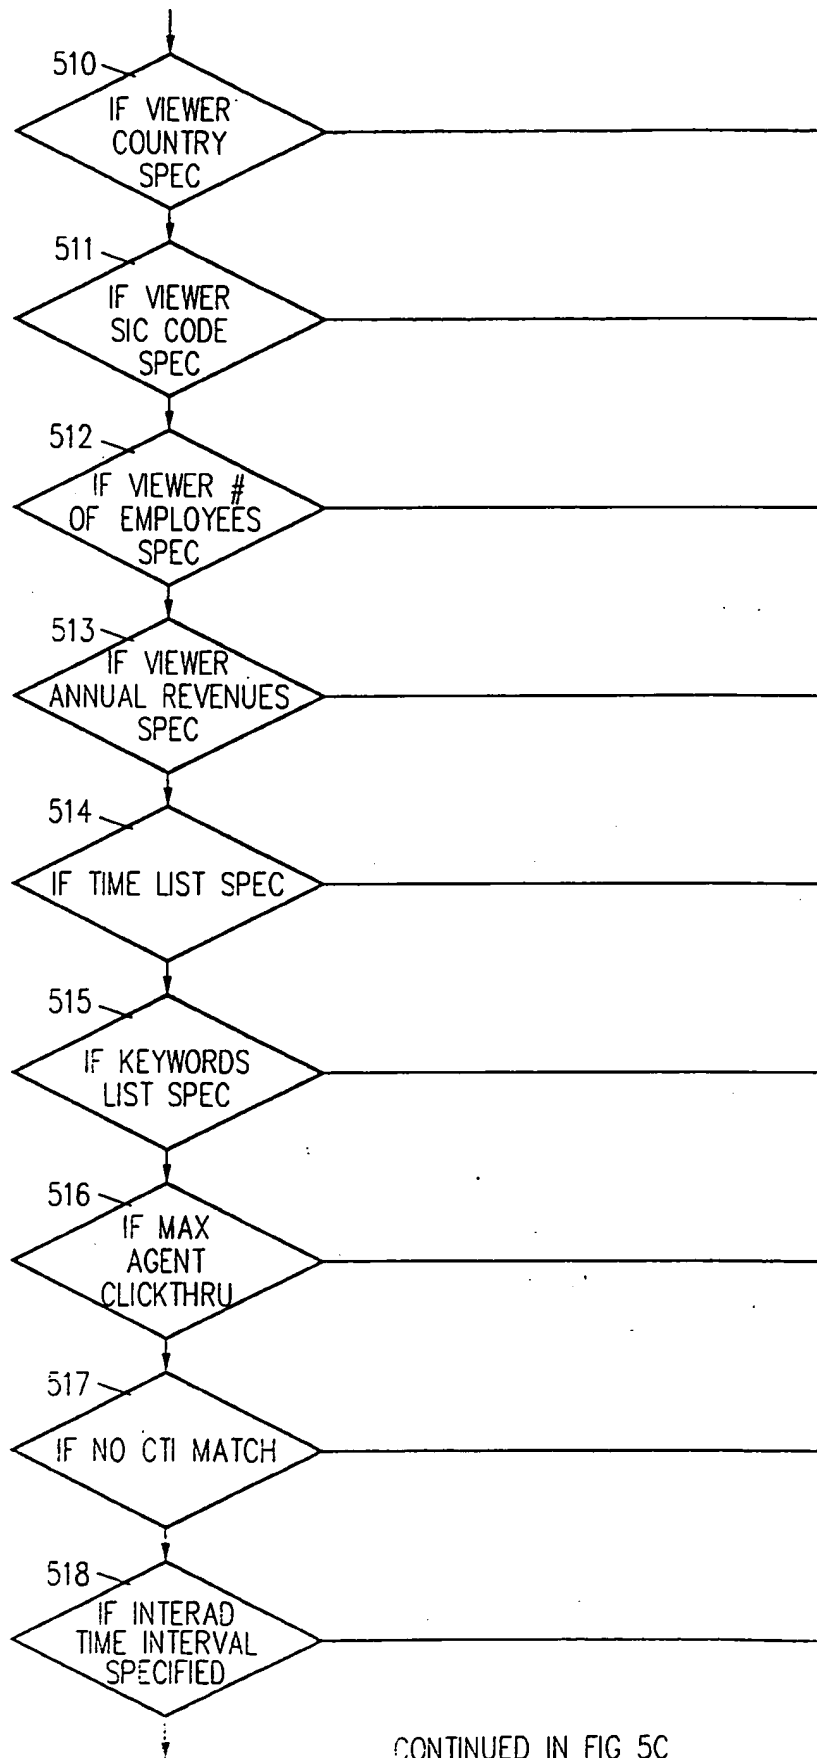 510
IF VIEWER
COUNTRY
SPEC
511
IF VIEWER
SIC CODE
SPEC
512
IF VIEWER #
OF EMPLOYEES
SPEC
513
IF VIEWER
ANNUAL REVENUES
SPEC
514
IF TIME LIST SPEC
515
IF KEYWORDS
LIST SPEC
516
IF MAX
AGENT
CLICKTHRU
517
IF NO CTI MATCH
518
IF INTERAD
TIME INTERVAL
SPECIFIED
CONTINUED IN FIG 5C